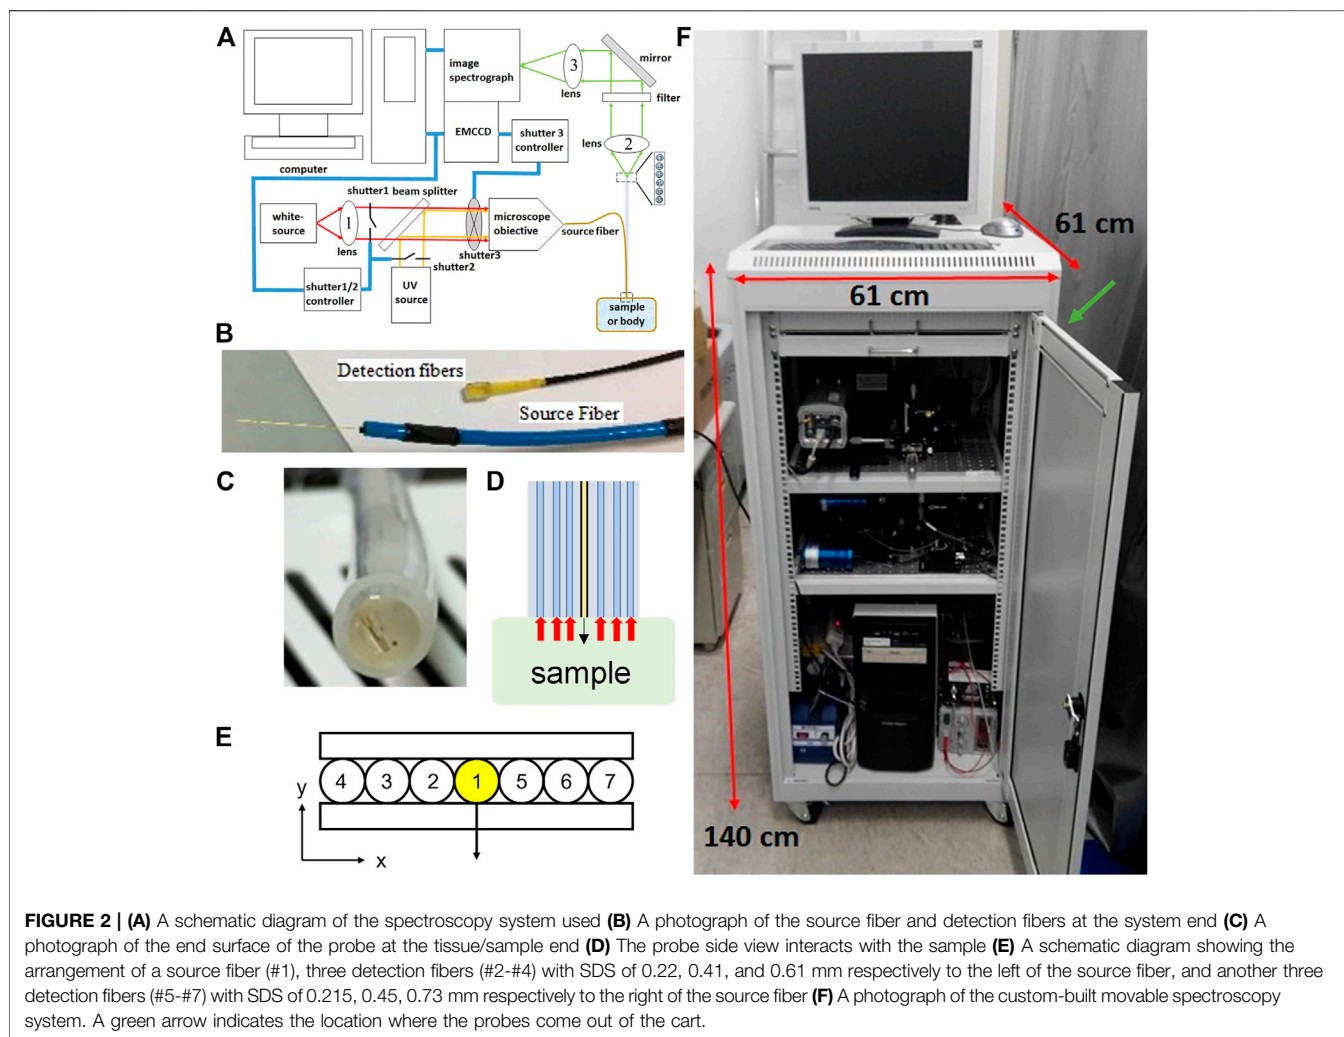 A
computer
image
spectrograph
EMCCD
shutter 3
controller
3
lens
mirror
filter
lens
2
shutter1 beam splitter
white-
source
1
lens
shutter3
microscope
objective
source fiber
shutter2
shutter1/2
controller
UV
source
sample
or body
B
Detection fibers
Source Fiber
C
D
sample
E
y
x
4 3 2 1 5 6 7
F
61 cm
61 cm
140 cm
FIGURE 2 | (A) A schematic diagram of the spectroscopy system used (B) A photograph of the source fiber and detection fibers at the system end (C) A
photograph of the end surface of the probe at the tissue/sample end (D) The probe side view interacts with the sample (E) A schematic diagram showing the
arrangement of a source fiber (#1), three detection fibers (#2-#4) with SDS of 0.22, 0.41, and 0.61 mm respectively to the left of the source fiber, and another three
detection fibers (#5-#7) with SDS of 0.215, 0.45, 0.73 mm respectively to the right of the source fiber (F) A photograph of the custom-built movable spectroscopy
system. A green arrow indicates the location where the probes come out of the cart.